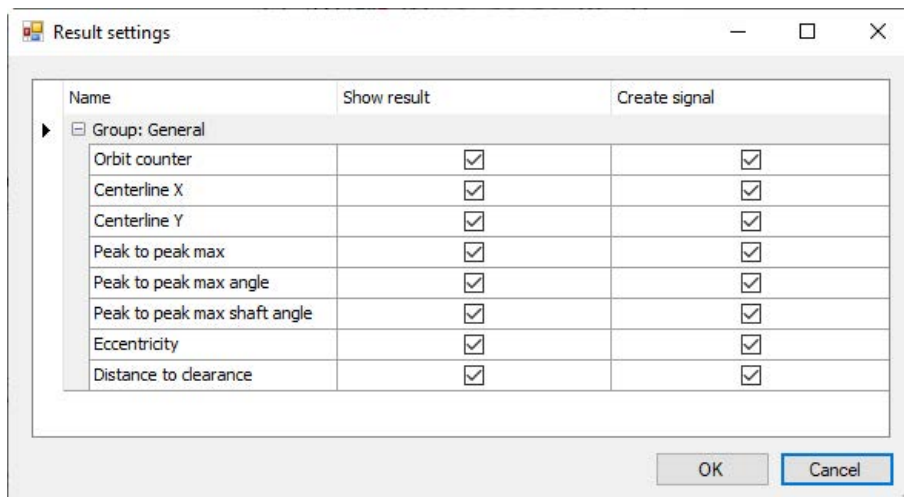 Result settings
Name Show result Create signal
Group: General
Orbit counter
Centerline X
Centerline Y
Peak to peak max
Peak to peak max angle
Peak to peak max shaft angle
Eccentricity
Distance to clearance
OK Cancel